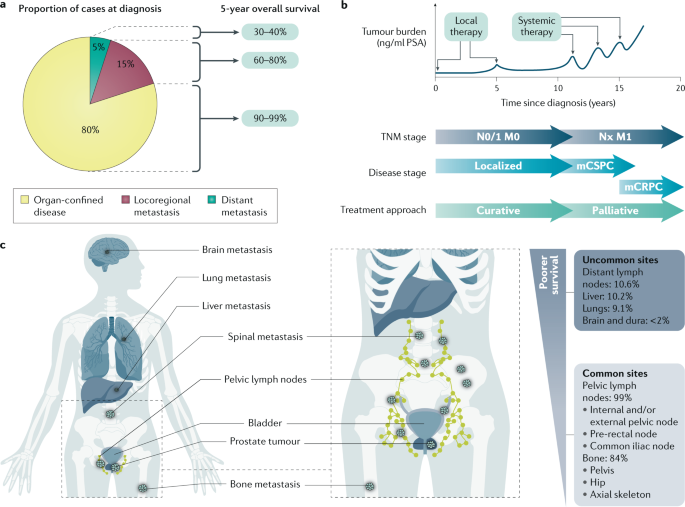 a
Proportion of cases at diagnosis
5-year overall survival
5%
15%
80%
30–40%
60–80%
90–99%
Organ-confined
disease
Locoregional
metastasis
Distant
metastasis
b
Tumour burden
(ng/ml PSA)
Local
therapy
Systemic
therapy
0
5
10
15
20
Time since diagnosis (years)
TNM stage
N0/1 M0
Nx M1
Disease stage
Localized
mCSPC
mCRPC
Treatment approach
Curative
Palliative
c
Brain metastasis
Lung metastasis
Liver metastasis
Spinal metastasis
Pelvic lymph nodes
Bladder
Prostate tumour
Bone metastasis
Poorer
survival
Uncommon sites
Distant lymph
nodes: 10.6%
Liver: 10.2%
Lungs: 9.1%
Brain and dura: <2%
Common sites
Pelvic lymph
nodes: 99%
• Internal and/or
external pelvic node
• Pre-rectal node
• Common iliac node
Bone: 84%
• Pelvis
• Hip
• Axial skeleton